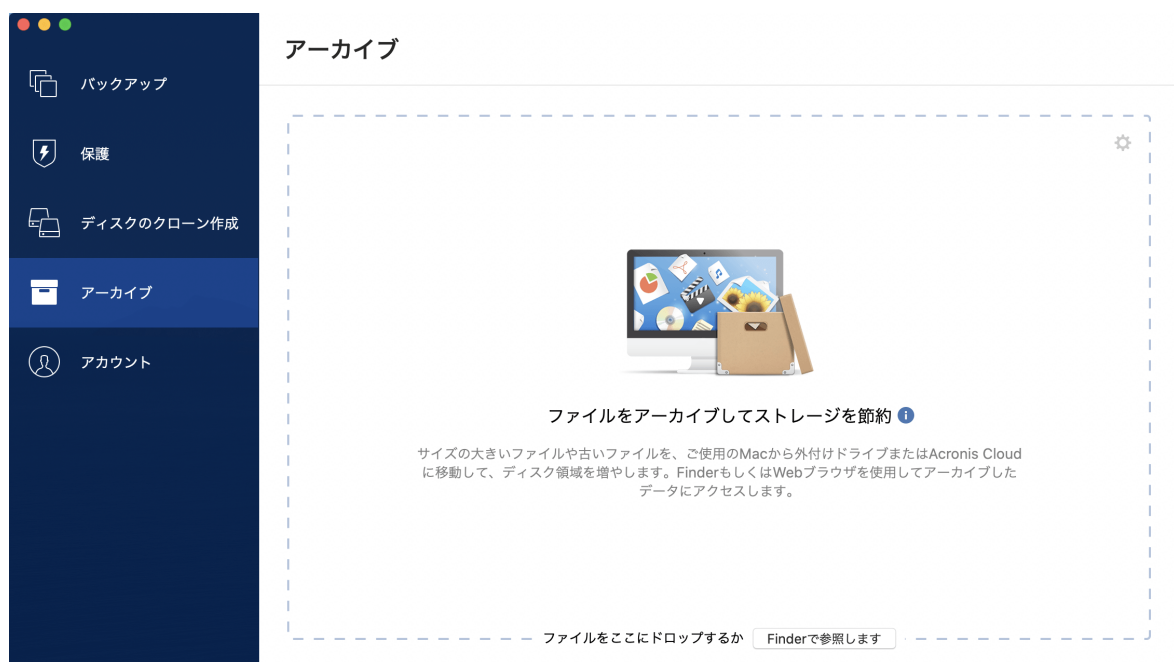 アーカイブ
バックアップ
保護
ディスクのクローン作成
アーカイブ
アカウント
ファイルをアーカイブしてストレージを節約
サイズの大きいファイルや古いファイルを、ご使用のMacから外付けドライブまたはAcronis Cloud
に移動して、ディスク領域を増やします。FinderもしくはWebブラウザを使用してアーカイブした
データにアクセスします。
ファイルをここにドロップするか
Finderで参照します